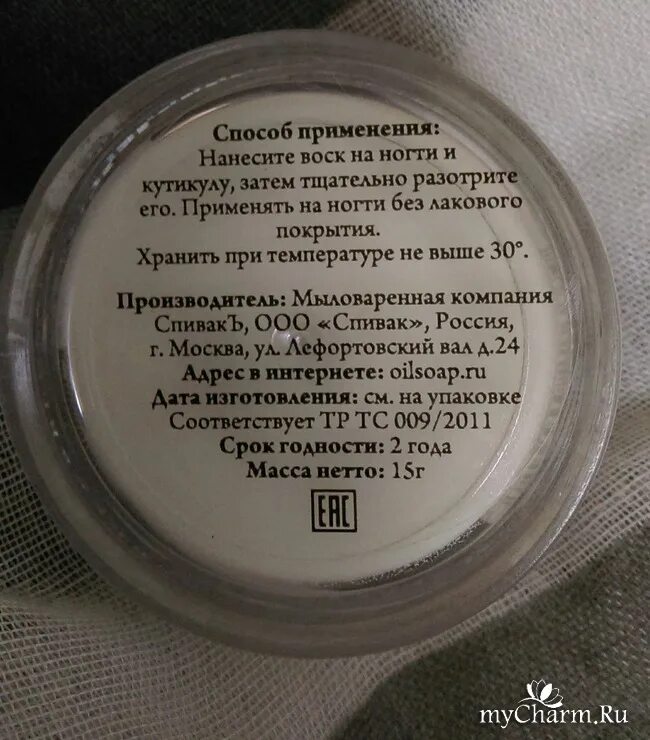 Способ применения:
Нанесите воск на ногти и
кутикулу, затем тщательно разотрите
его. Применять на ногти без лакового
покрытия.
Хранить при температуре не выше 30°.
Производитель: Мыловаренная компания
СпивакЪ, ООО «Спивак», Россия,
г. Москва, ул. Лефортовский вал д.24
Адрес в интернете: oilsoap.ru
Дата изготовления: см. на упаковке
Соответствует ТР ТС 009/2011
Срок годности: 2 года
Масса нетто: 15г
EAC
myCharm.Ru